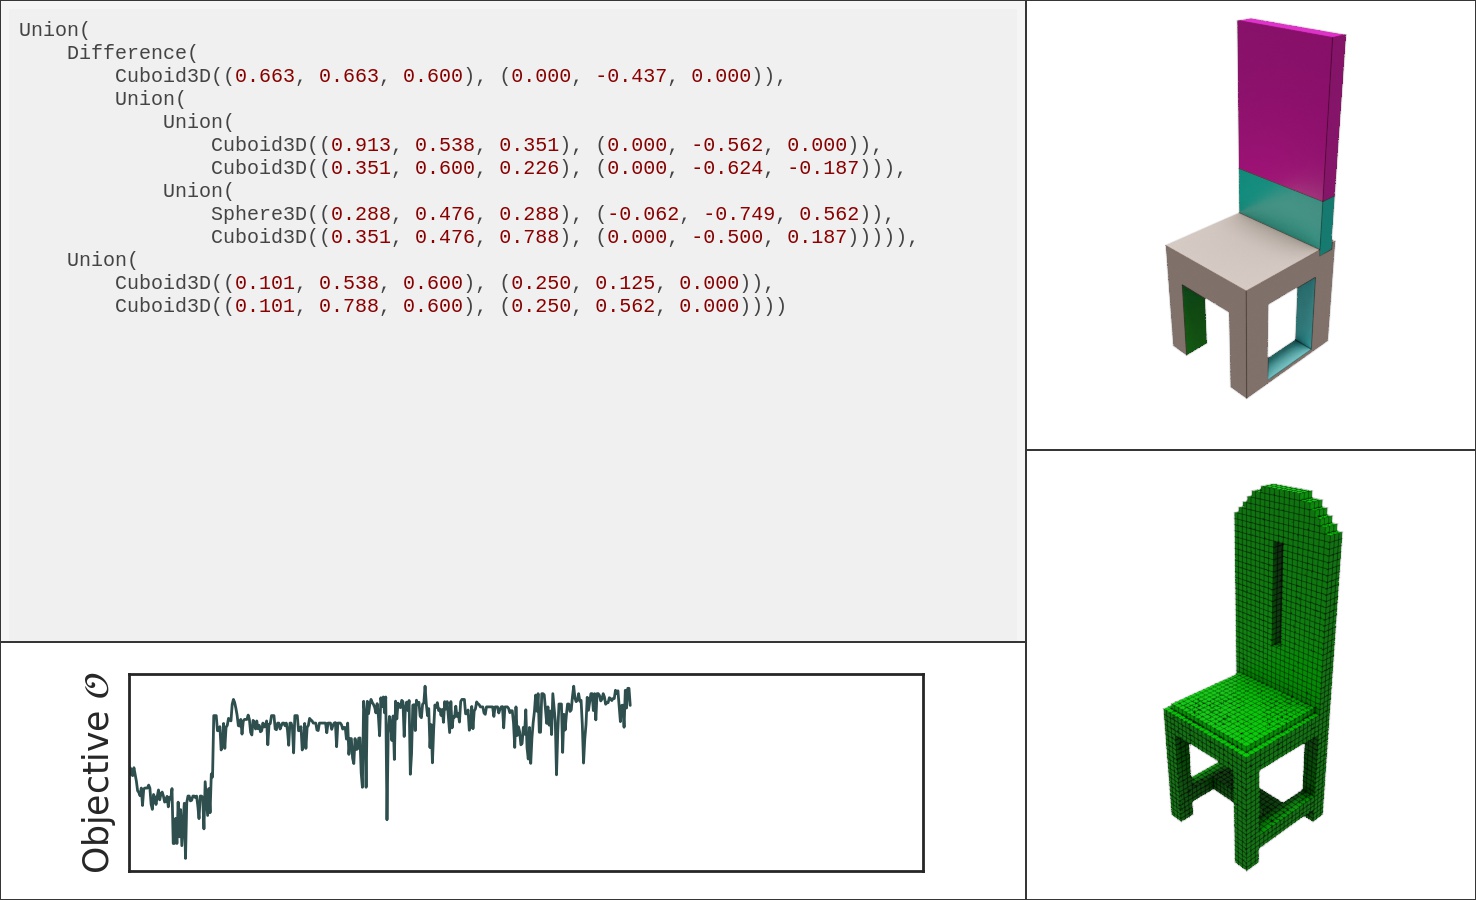 Union(
    Difference(
        Cuboid3D((0.663, 0.663, 0.600), (0.000, -0.437, 0.000)),
        Union(
            Union(
                Cuboid3D((0.913, 0.538, 0.351), (0.000, -0.562, 0.000)),
                Cuboid3D((0.351, 0.600, 0.226), (0.000, -0.624, -0.187))),
            Union(
                Sphere3D((0.288, 0.476, 0.288), (-0.062, -0.749, 0.562)),
                Cuboid3D((0.351, 0.476, 0.788), (0.000, -0.500, 0.187))))),
    Union(
        Cuboid3D((0.101, 0.538, 0.600), (0.250, 0.125, 0.000)),
        Cuboid3D((0.101, 0.788, 0.600), (0.250, 0.562, 0.000))))
Objective 𝒪